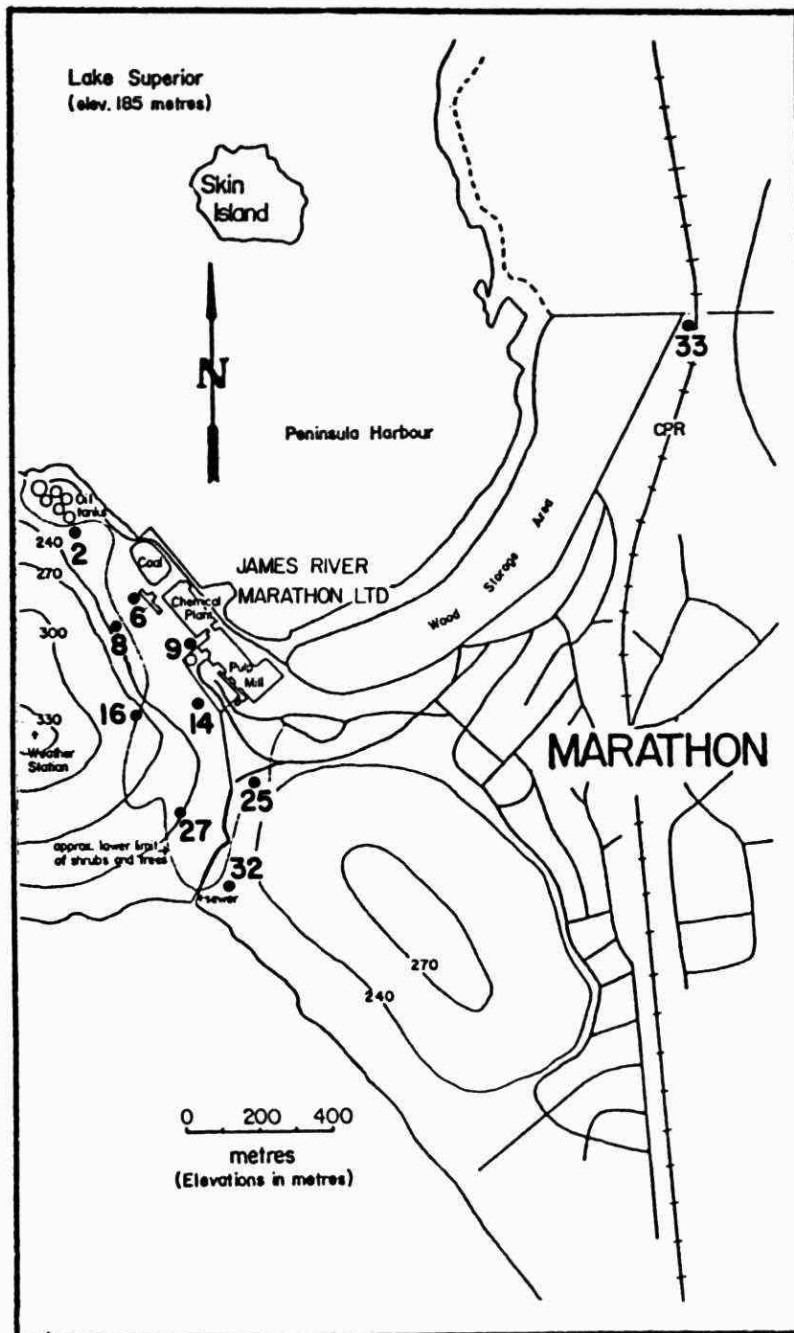 Lake Superior
(elev. 185 metres)
Skin
Island
N
33
Peninsula Harbour
CPR
Oil
tanks
240
2
270
Coal
JAMES RIVER
MARATHON LTD
Wood Storage Area
Chemical
Plant
6
300
8
9
Pulp
Mill
16
14
330
Weather
Station
MARATHON
25
27
approx. lower limit
of shrubs and trees
32
sewer
270
240
0 200 400
metres
(Elevations in metres)